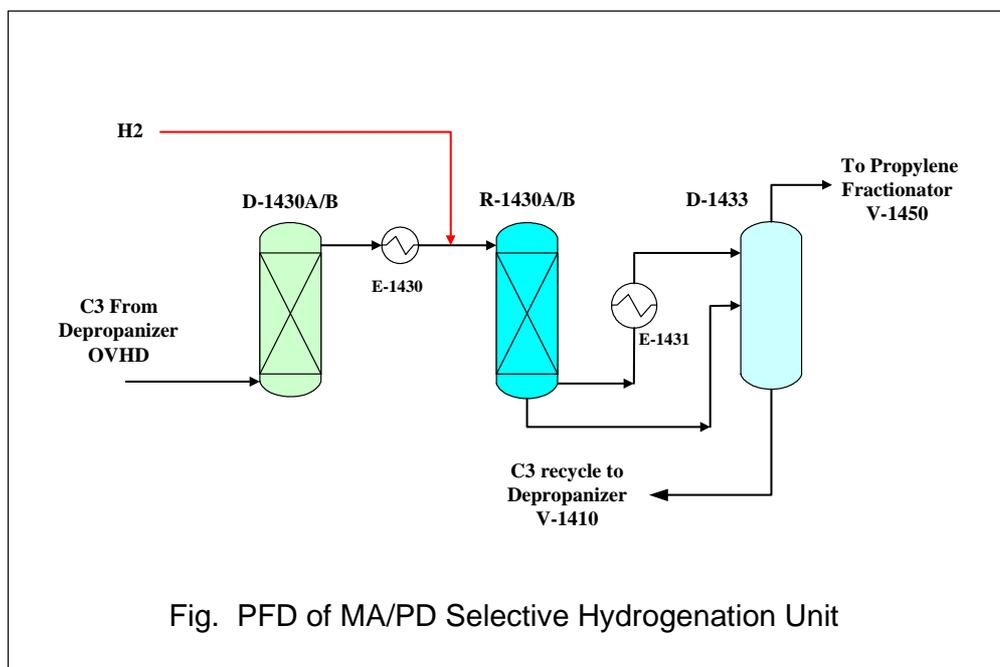 H2
D-1430A/B
R-1430A/B
D-1433
To Propylene
Fractionator
V-1450
E-1430
C3 From
Depropanizer
OVHD
E-1431
C3 recycle to
Depropanizer
V-1410
Fig.  PFD of MA/PD Selective Hydrogenation Unit